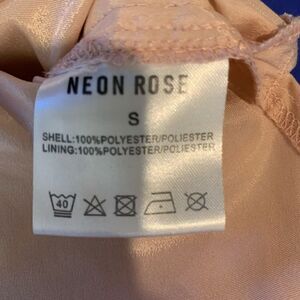 NEON ROSE
S
SHELL:100%POLYESTER/POLIESTER
LINING:100%POLYESTER/POLIESTER
40